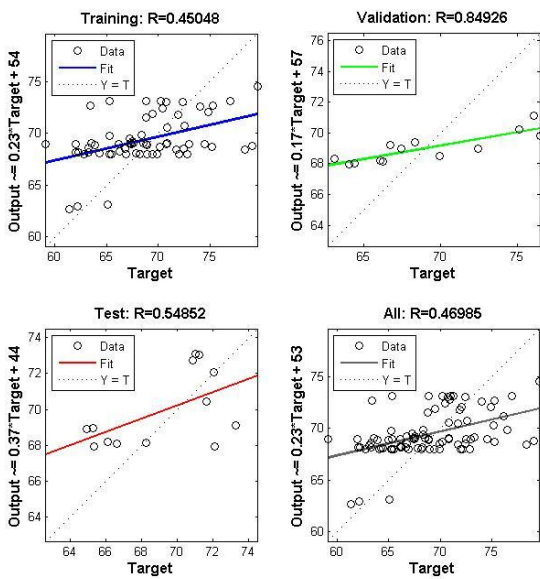 Training: R=0.45048
Output ~= 0.23*Target + 54
75
70
65
60
Data
Fit
Y = T
60 65 70 75
Target
Validation: R=0.84926
Output ~= 0.17*Target + 57
76
74
72
70
68
66
64
Data
Fit
Y = T
65 70 75
Target
Test: R=0.54852
Output ~= 0.37*Target + 44
74
72
70
68
66
64
Data
Fit
Y = T
64 66 68 70 72 74
Target
All: R=0.46985
Output ~= 0.23*Target + 53
75
70
65
60
Data
Fit
Y = T
60 65 70 75
Target